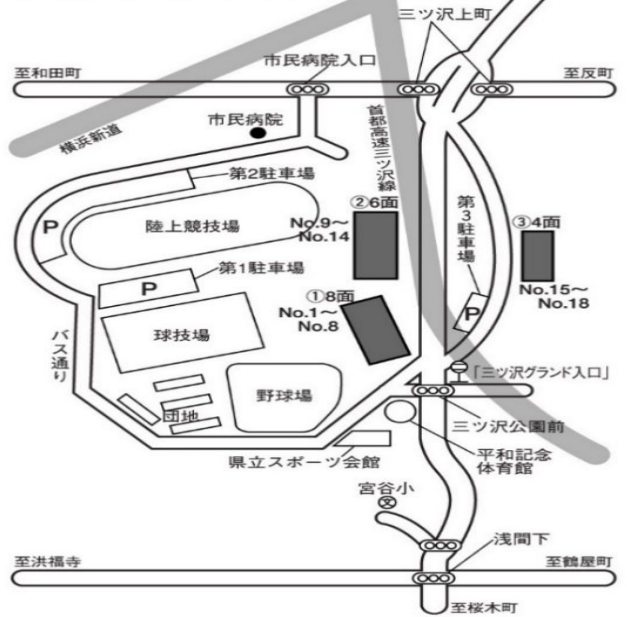 三ツ沢上町
市民病院入口
至和田町
至反町
市民病院
横浜新道
首都高速三ツ沢線
第2駐車場
②6面
No.9～
No.14
第3駐車場
③4面
P
陸上競技場
第1駐車場
P
①8面
No.1～
No.8
No.15～
No.18
P
バス通り
球技場
野球場
団地
「三ツ沢グランド入口」
三ツ沢公園前
平和記念
体育館
県立スポーツ会館
宮谷小
文
浅間下
至洪福寺
至鶴屋町
至桜木町